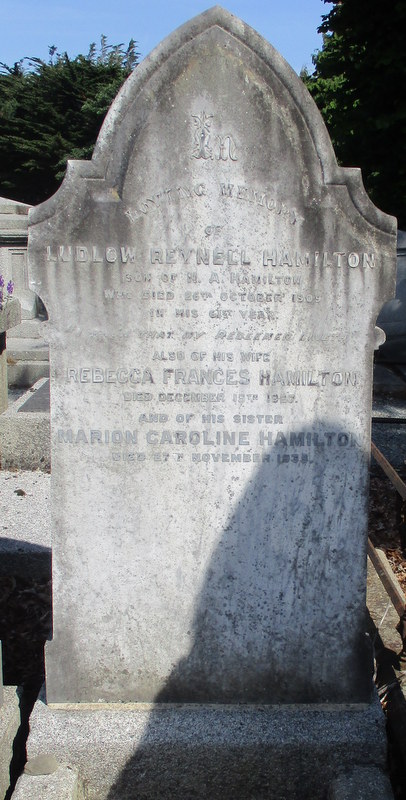 In
LOVING MEMORY
OF
LUDLOW REYNELL HAMILTON
SON OF H. A. HAMILTON
DIED 26TH OCTOBER
IN HIS YEAR.
THAT MY REDEEMER
ALSO OF HIS WIFE
REBECCA FRANCES HAMILTON
DIED DECEMBER
AND OF HIS SISTER
MARION CAROLINE HAMILTON
DIED 27 NOVEMBER